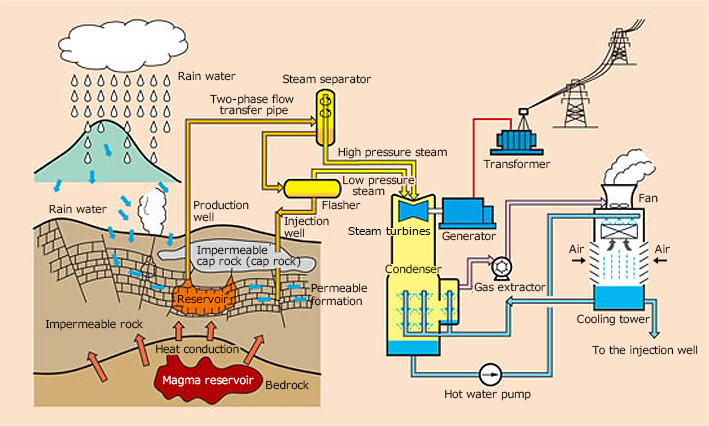 Rain water
Steam separator
Two-phase flow
transfer pipe
High pressure steam
Transformer
Low pressure
steam
Flasher
Fan
Rain water
Production
well
Injection
well
Steam turbines
Generator
Impermeable
cap rock (cap rock)
Condenser
Air
Air
Gas extractor
Reservoir
Permeable
formation
Cooling tower
Impermeable rock
Heat conduction
To the injection well
Magma reservoir
Bedrock
Hot water pump